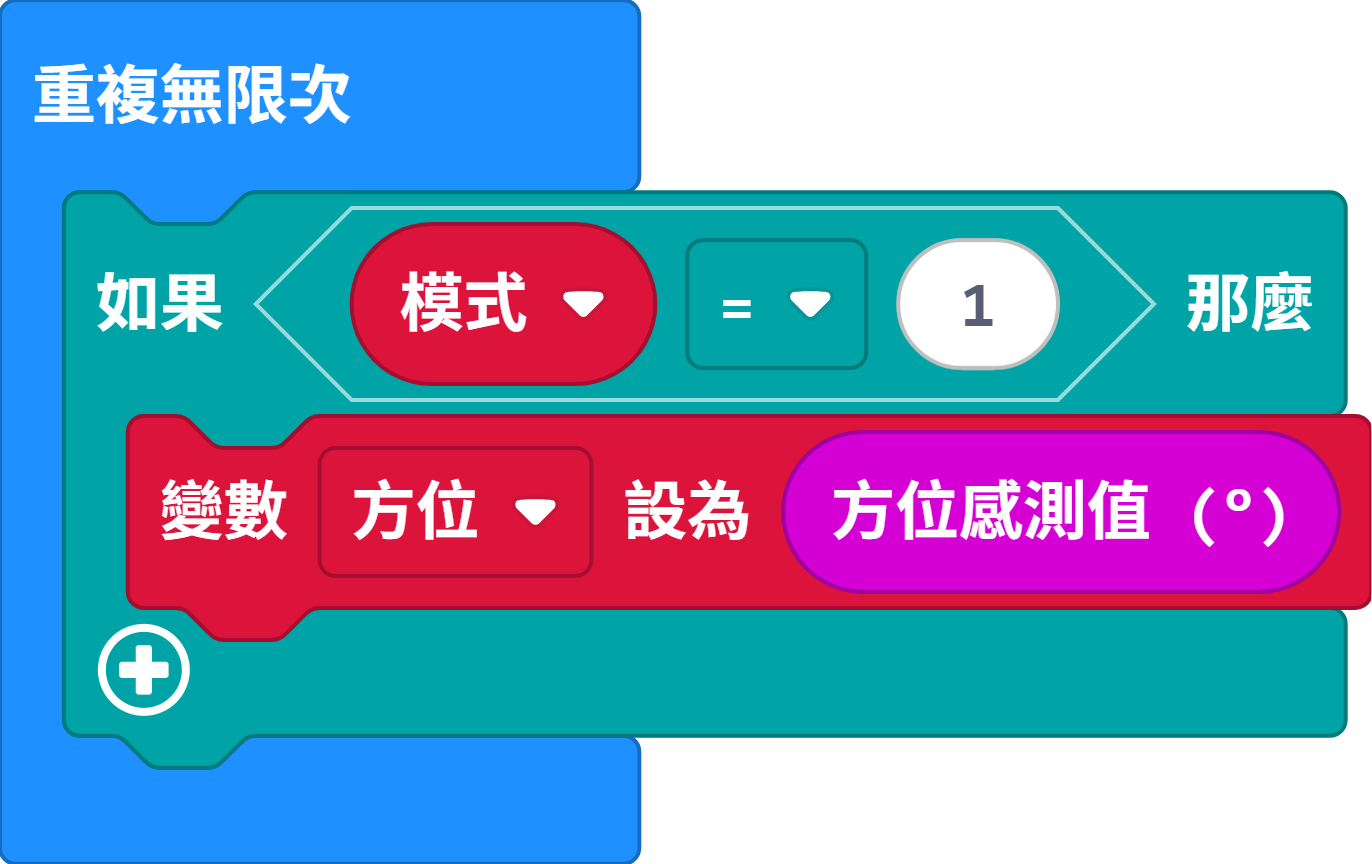 重複無限次
如果 模式 = 1 那麼
變數 方位 設為 方位感測值 (°)